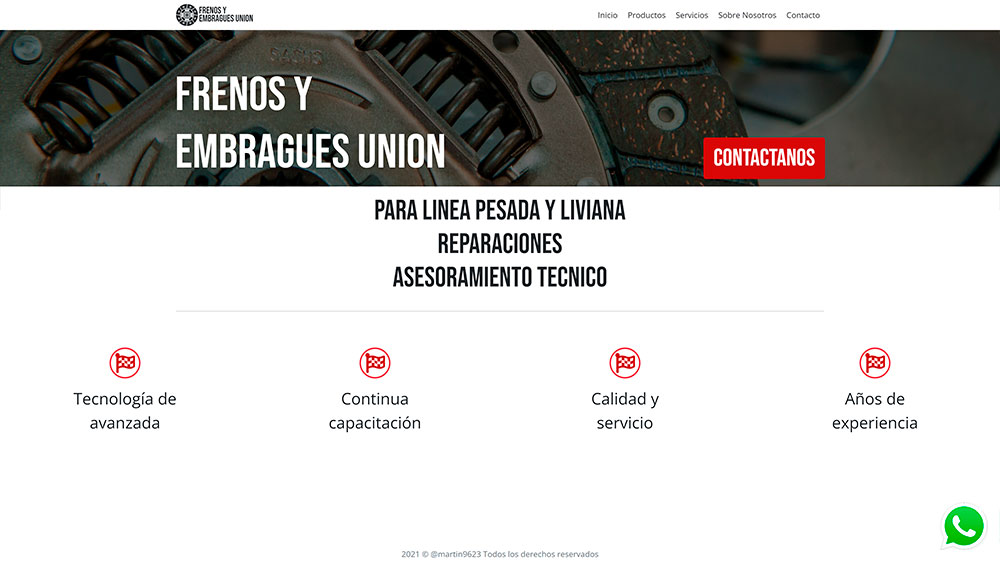 FRENOS Y
EMBRAGUES UNION
Inicio Productos Servicios Sobre Nosotros Contacto
SACHS
FRENOS Y
EMBRAGUES UNION
CONTACTANOS
PARA LINEA PESADA Y LIVIANA
REPARACIONES
ASESORAMIENTO TECNICO
Tecnología de
avanzada
Continua
capacitación
Calidad y
servicio
Años de
experiencia
2021 © @martin9623 Todos los derechos reservados